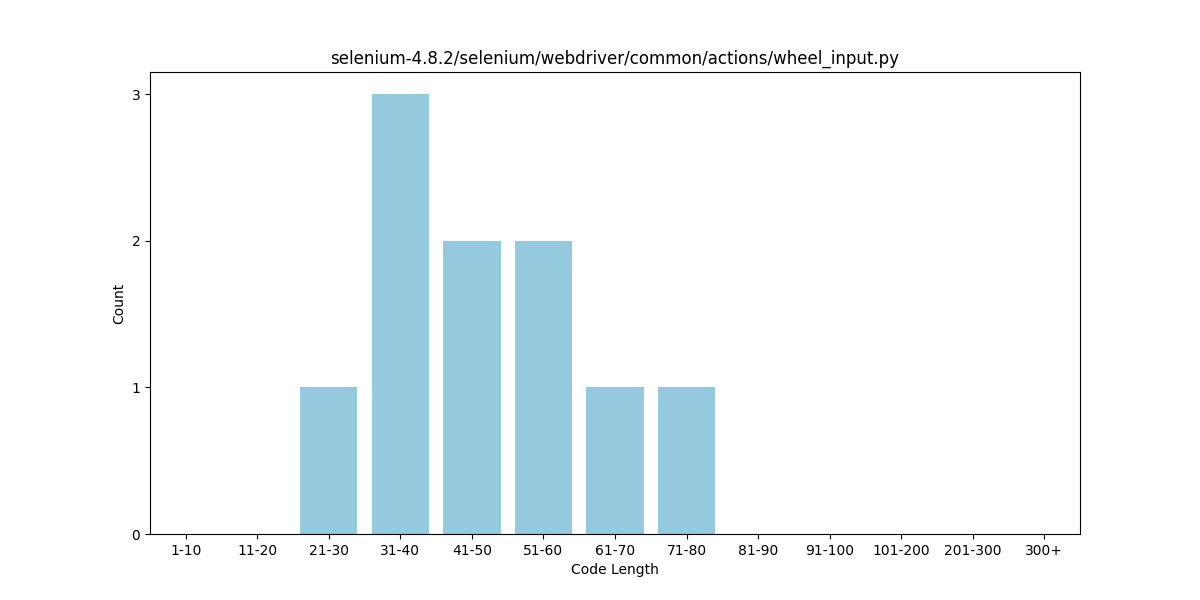 selenium-4.8.2/selenium/webdriver/common/actions/wheel_input.py
3
2
1
0
Count
1-10 11-20 21-30 31-40 41-50 51-60 61-70 71-80 81-90 91-100 101-200 201-300 300+
Code Length